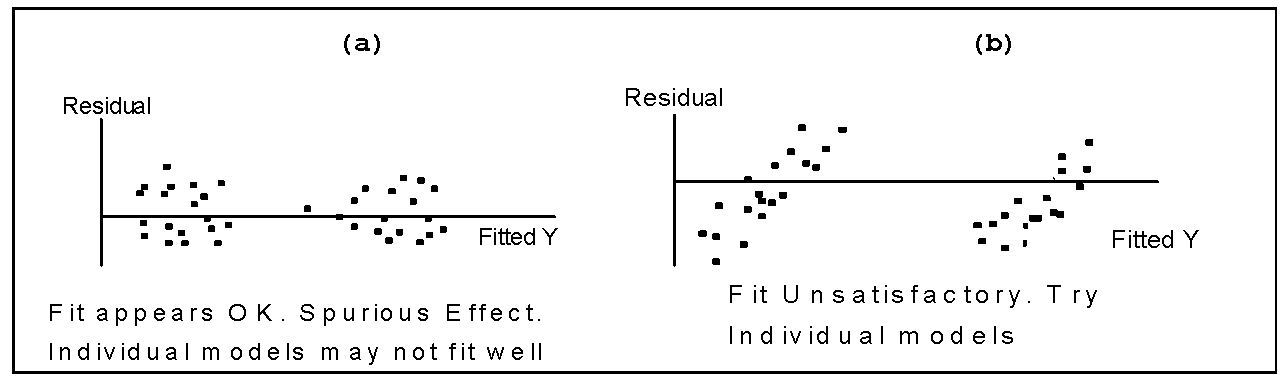 (a)
Residual
Fitted Y
Fit appears OK. Spurious Effect.
Individual models may not fit well
(b)
Residual
Fitted Y
Fit Unsatisfactory. Try
Individual models